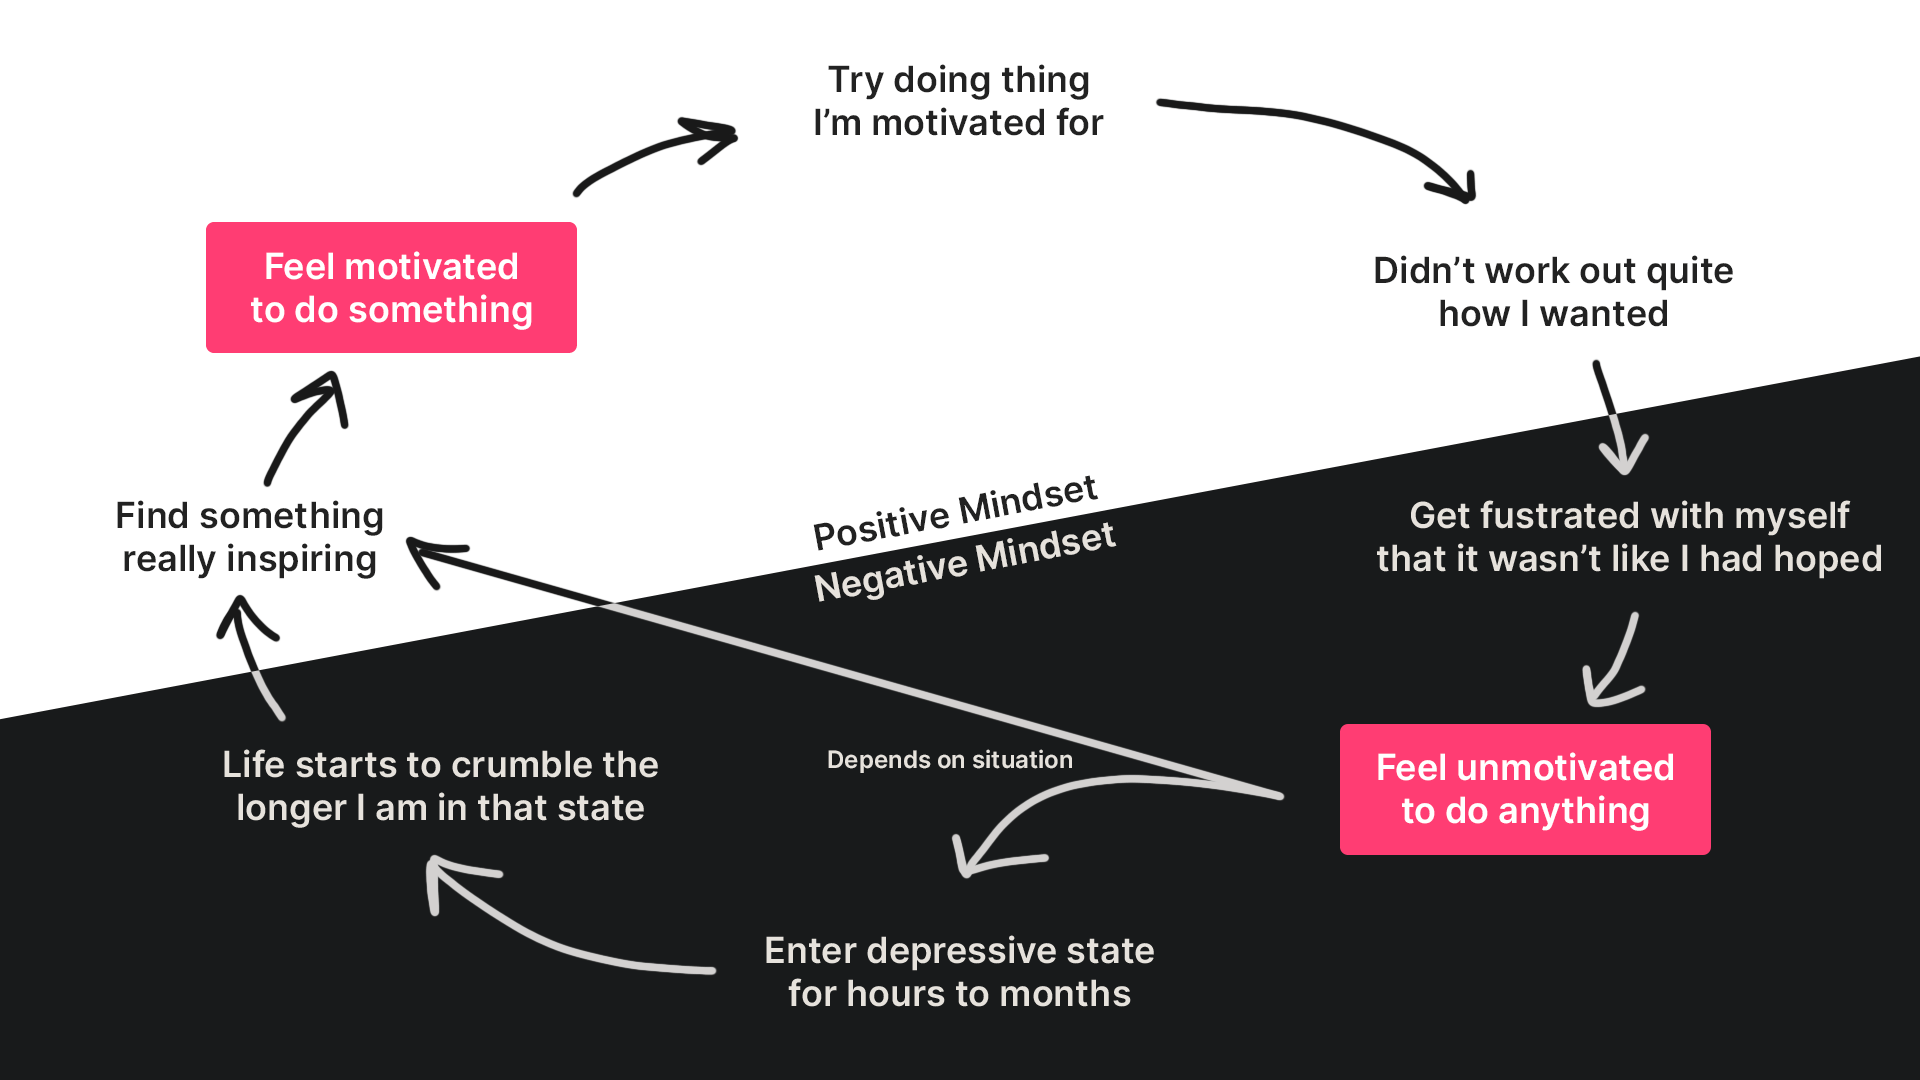 Try doing thing
I’m motivated for
Feel motivated
to do something
Didn’t work out quite
how I wanted
Find something
really inspiring
Positive Mindset
Negative Mindset
Get fustrated with myself
that it wasn’t like I had hoped
Life starts to crumble the
longer I am in that state
Depends on situation
Feel unmotivated
to do anything
Enter depressive state
for hours to months